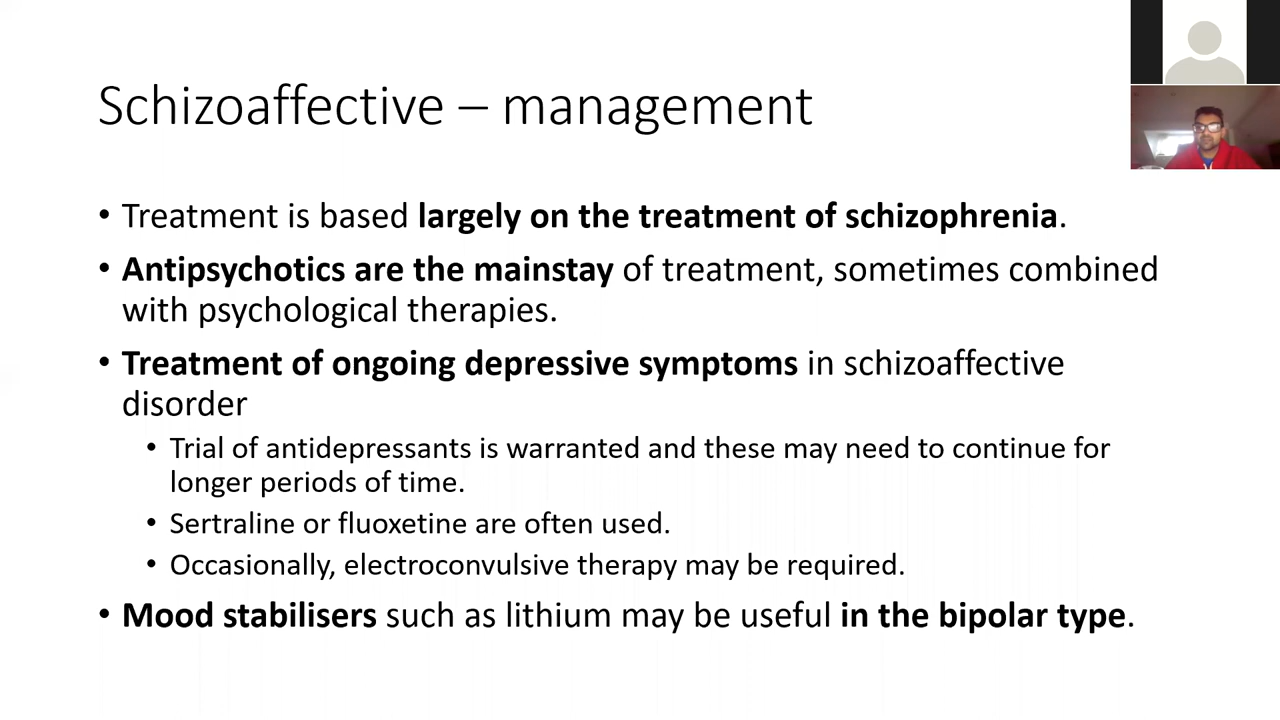 Schizoaffective – management
• Treatment is based largely on the treatment of schizophrenia.
• Antipsychotics are the mainstay of treatment, sometimes combined
with psychological therapies.
• Treatment of ongoing depressive symptoms in schizoaffective
disorder
• Trial of antidepressants is warranted and these may need to continue for
longer periods of time.
• Sertraline or fluoxetine are often used.
• Occasionally, electroconvulsive therapy may be required.
• Mood stabilisers such as lithium may be useful in the bipolar type.